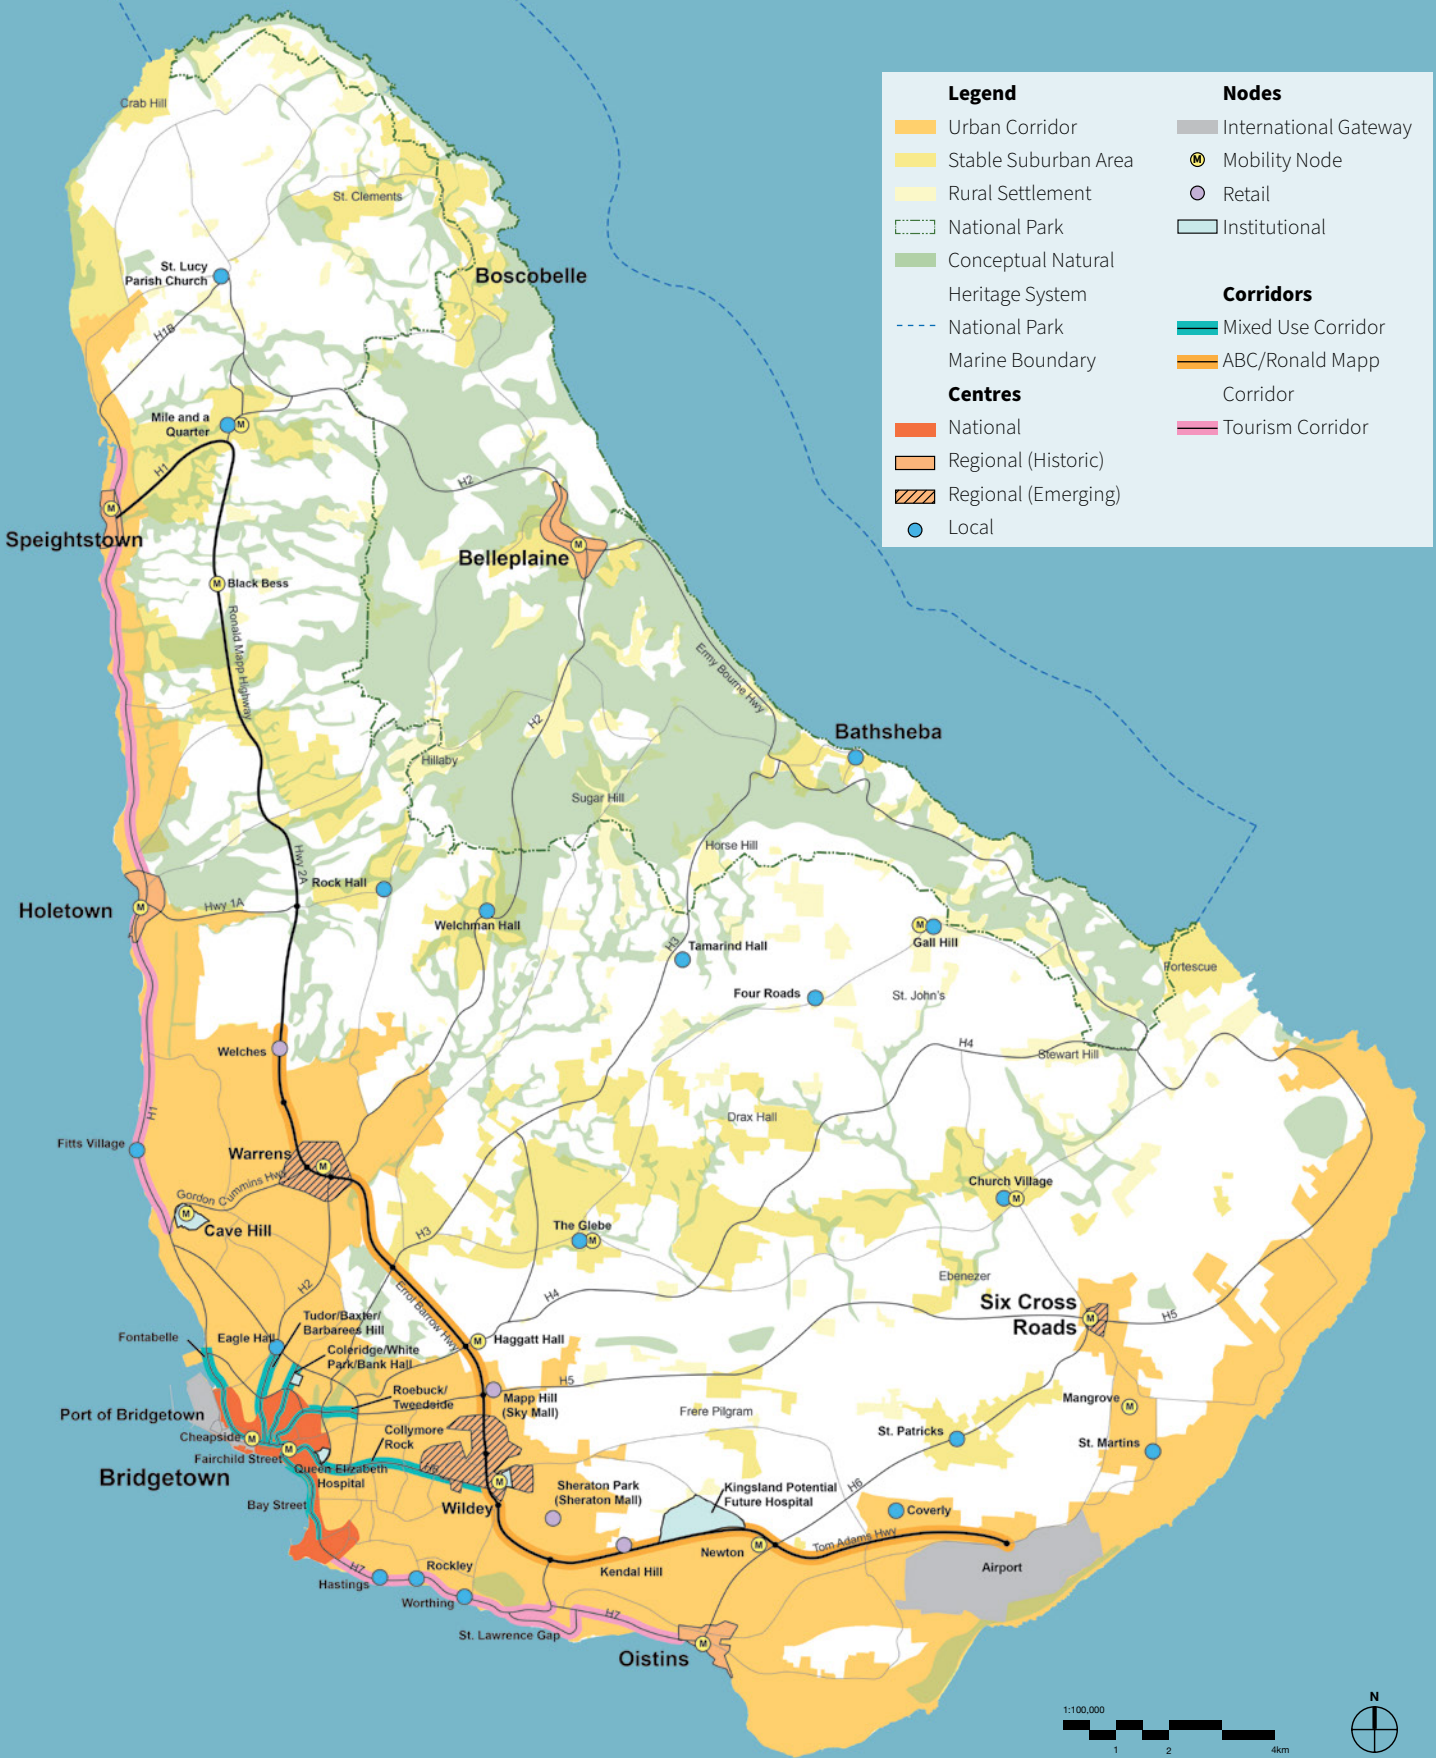 Legend
Urban Corridor
Stable Suburban Area
Rural Settlement
National Park
Conceptual Natural
Heritage System
National Park
Marine Boundary
Centres
National
Regional (Historic)
Regional (Emerging)
Local
Nodes
International Gateway
M Mobility Node
Retail
Institutional
Corridors
Mixed Use Corridor
ABC/Ronald Mapp
Corridor
Tourism Corridor
Crab Hill
St. Clements
St. Lucy
Parish Church
Boscobelle
H1B
Mile and a
Quarter
M
H1
H2
M
Speightstown
Belleplaine
M
M
Black Bess
Ronald Mapp Highway
Ermy Bourne Hwy
H2
Bathsheba
Hillaby
Sugar Hill
Horse Hill
Hwy 2A
Rock Hall
Holetown
M
Hwy 1A
Welchman Hall
M
Gall Hill
H3
Tamarind Hall
Fortescue
Four Roads
St. John's
Welches
H4
Stewart Hill
H1
Drax Hall
Fitts Village
Warrens
M
Gordon Cummins Hwy
Church Village
M
M
Cave Hill
The Glebe
M
H3
Ebenezer
H2
H4
Errol Barrow Hwy
Six Cross
Roads
M
H5
Tudor/Baxter/
Barbarees Hill
Fontabelle
Eagle Hall
M
Haggatt Hall
Coleridge/White
Park/Bank Hall
H5
Roebuck/
Tweedside
Mapp Hill
(Sky Mall)
Mangrove
M
Port of Bridgetown
Frere Pilgram
Collymore
Rock
St. Patricks
Cheapside
M
St. Martins
Fairchild Street
M
Queen Elizabeth
Hospital
H6
Bridgetown
M
Sheraton Park
(Sheraton Mall)
Kingsland Potential
Future Hospital
H6
Bay Street
Wildey
Coverly
Newton
M
Tom Adams Hwy
Airport
H7
Rockley
Kendal Hill
Hastings
Worthing
H7
St. Lawrence Gap
M
Oistins
N
1:100,000
1
2
4km